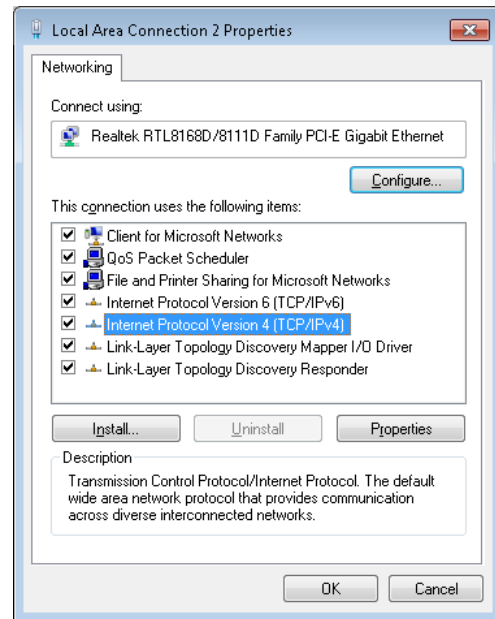 Local Area Connection 2 Properties
Networking
Connect using:
Realtek RTL8168D/8111D Family PCI-E Gigabit Ethernet
Configure...
This connection uses the following items:
Client for Microsoft Networks
QoS Packet Scheduler
File and Printer Sharing for Microsoft Networks
Internet Protocol Version 6 (TCP/IPv6)
Internet Protocol Version 4 (TCP/IPv4)
Link-Layer Topology Discovery Mapper I/O Driver
Link-Layer Topology Discovery Responder
Install... Uninstall Properties
Description
Transmission Control Protocol/Internet Protocol. The default
wide area network protocol that provides communication
across diverse interconnected networks.
OK Cancel